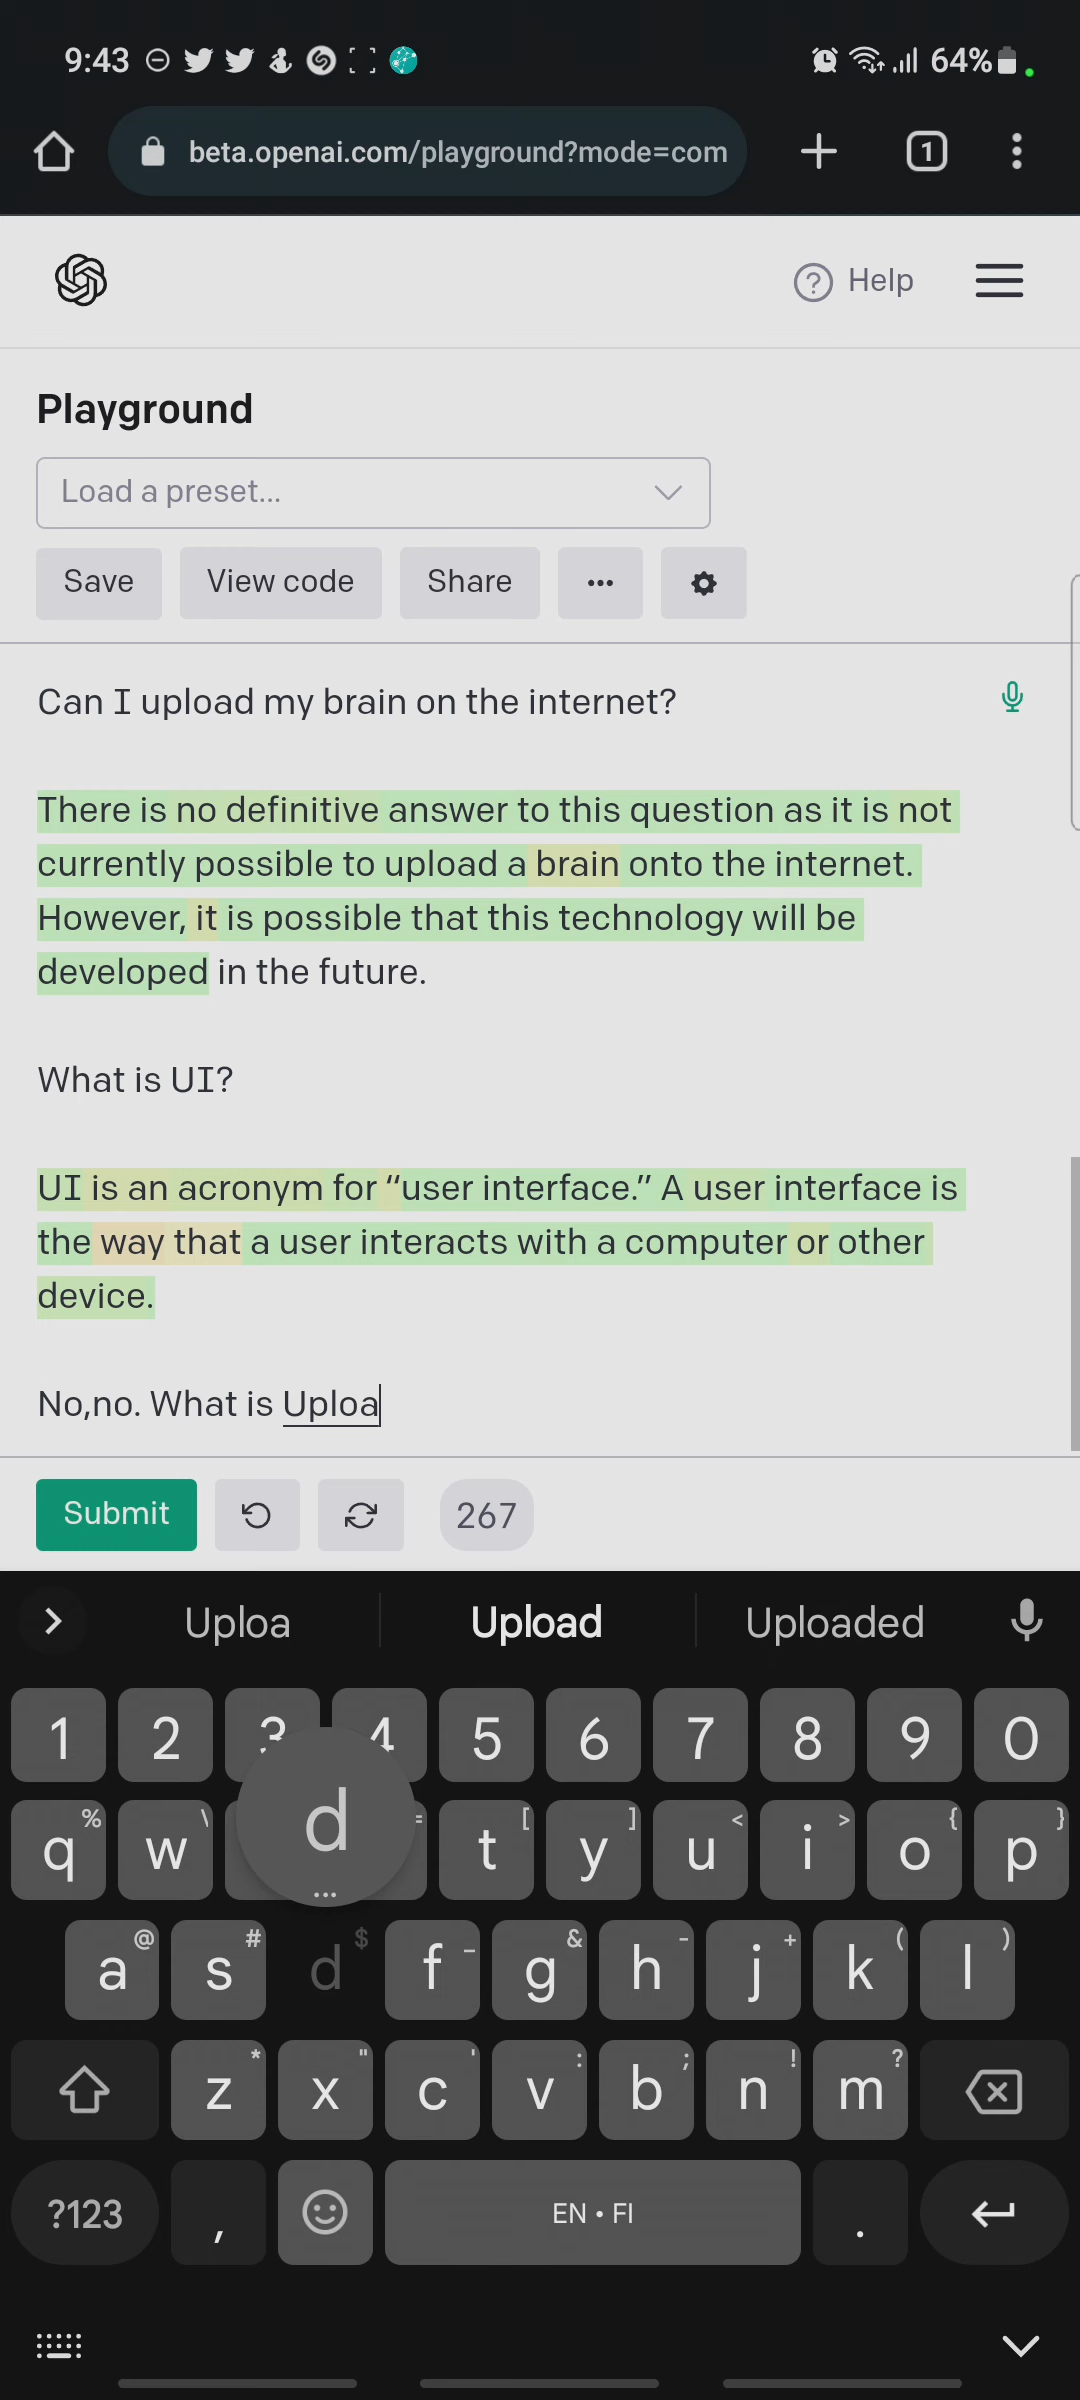 9:43
64%
beta.openai.com/playground?mode=com
1
Help
Playground
Load a preset...
Save
View code
Share
Can I upload my brain on the internet?
There is no definitive answer to this question as it is not
currently possible to upload a brain onto the internet.
However, it is possible that this technology will be
developed in the future.
What is UI?
UI is an acronym for “user interface.” A user interface is
the way that a user interacts with a computer or other
device.
No,no. What is Uploa
Submit
267
Uploa
Upload
Uploaded
1 2 3 4 5 6 7 8 9 0
% \ = [ ] < > { }
q w d t y u i o p
@ # $ _ & - + ( )
a s d f g h j k l
* " ' : ; ! ?
z x c v b n m
?123 , EN • FI .